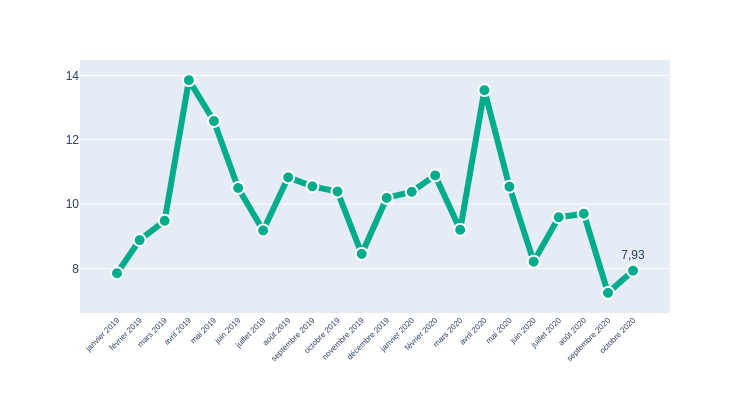 14
12
10
8
7,93
janvier 2019
février 2019
mars 2019
avril 2019
mai 2019
juin 2019
juillet 2019
août 2019
septembre 2019
octobre 2019
novembre 2019
décembre 2019
janvier 2020
février 2020
mars 2020
avril 2020
mai 2020
juin 2020
juillet 2020
août 2020
septembre 2020
octobre 2020